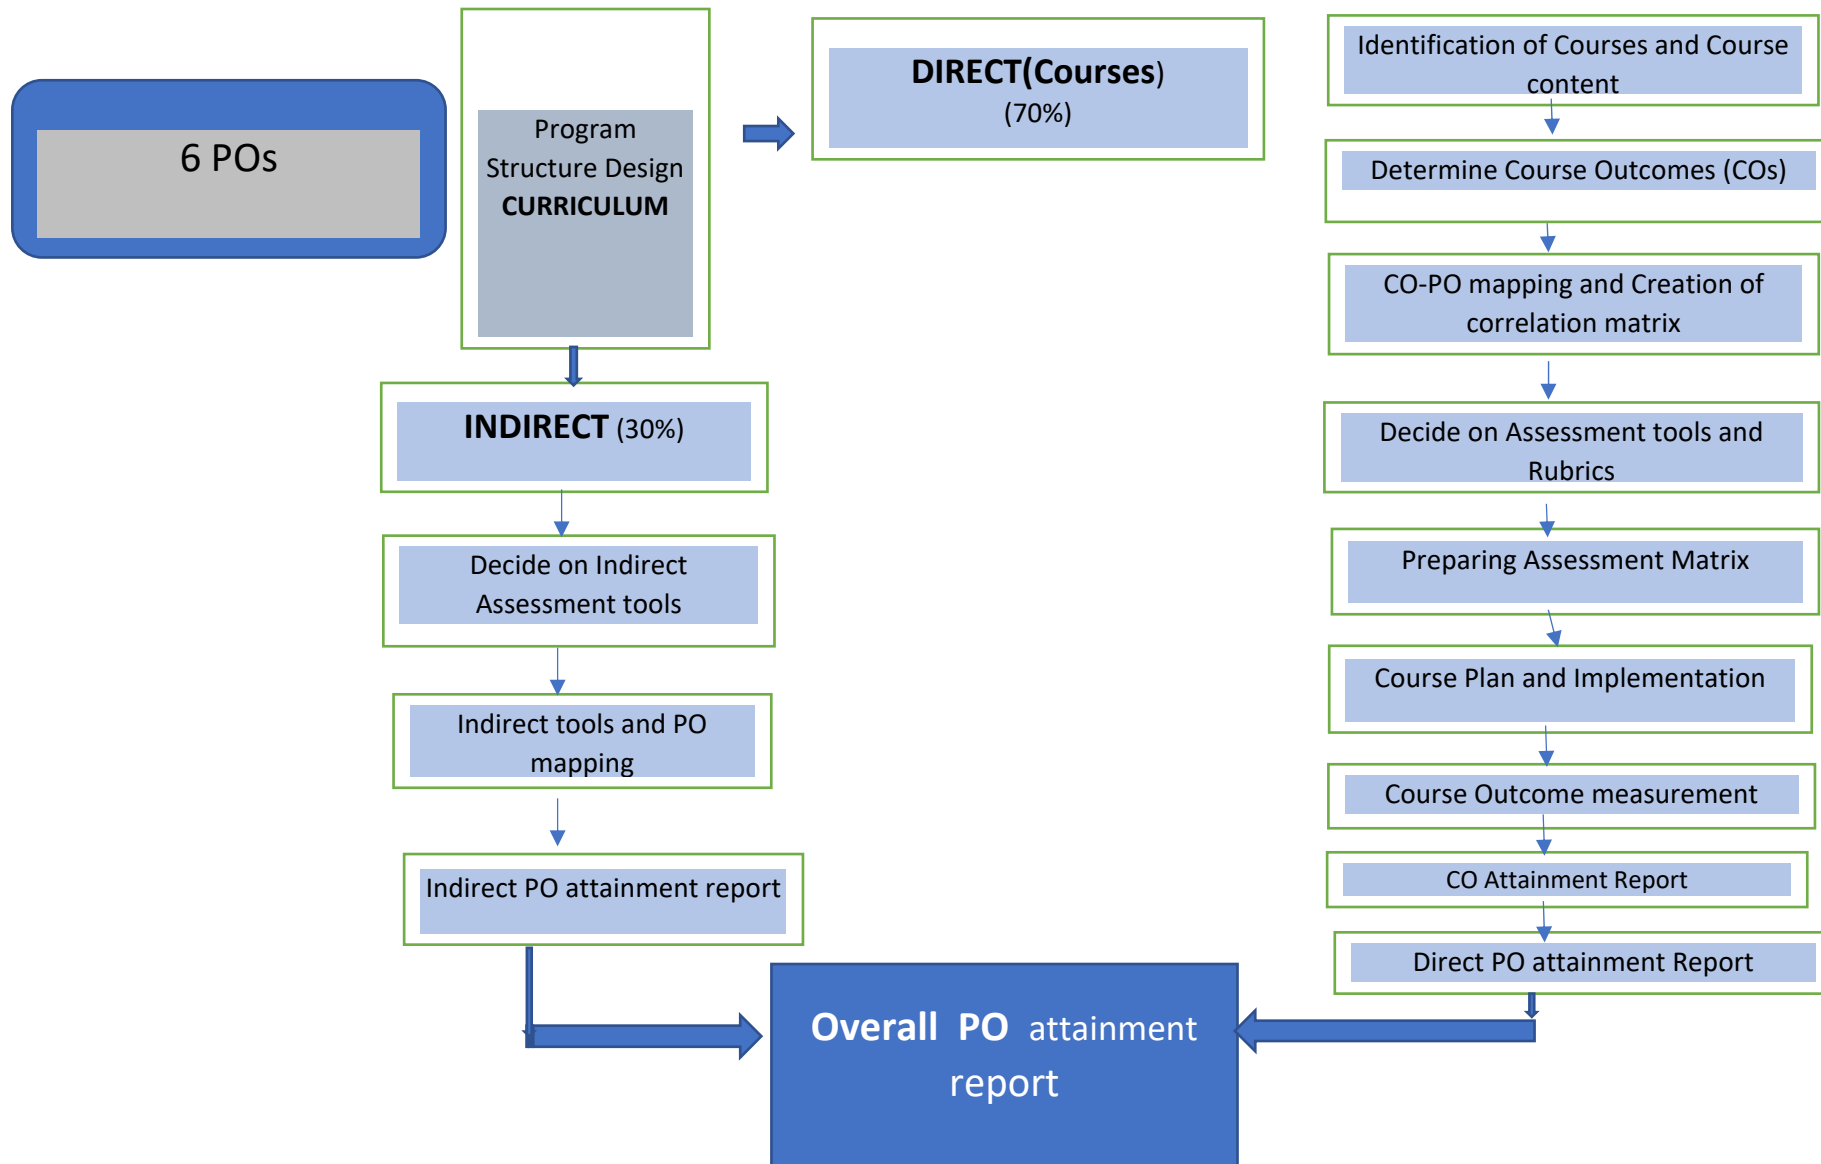 6 POs
Program
Structure Design
CURRICULUM
DIRECT(Courses)
(70%)
INDIRECT (30%)
Decide on Indirect
Assessment tools
Indirect tools and PO
mapping
Indirect PO attainment report
Identification of Courses and Course
content
Determine Course Outcomes (COs)
CO-PO mapping and Creation of
correlation matrix
Decide on Assessment tools and
Rubrics
Preparing Assessment Matrix
Course Plan and Implementation
Course Outcome measurement
CO Attainment Report
Direct PO attainment Report
Overall PO attainment
report